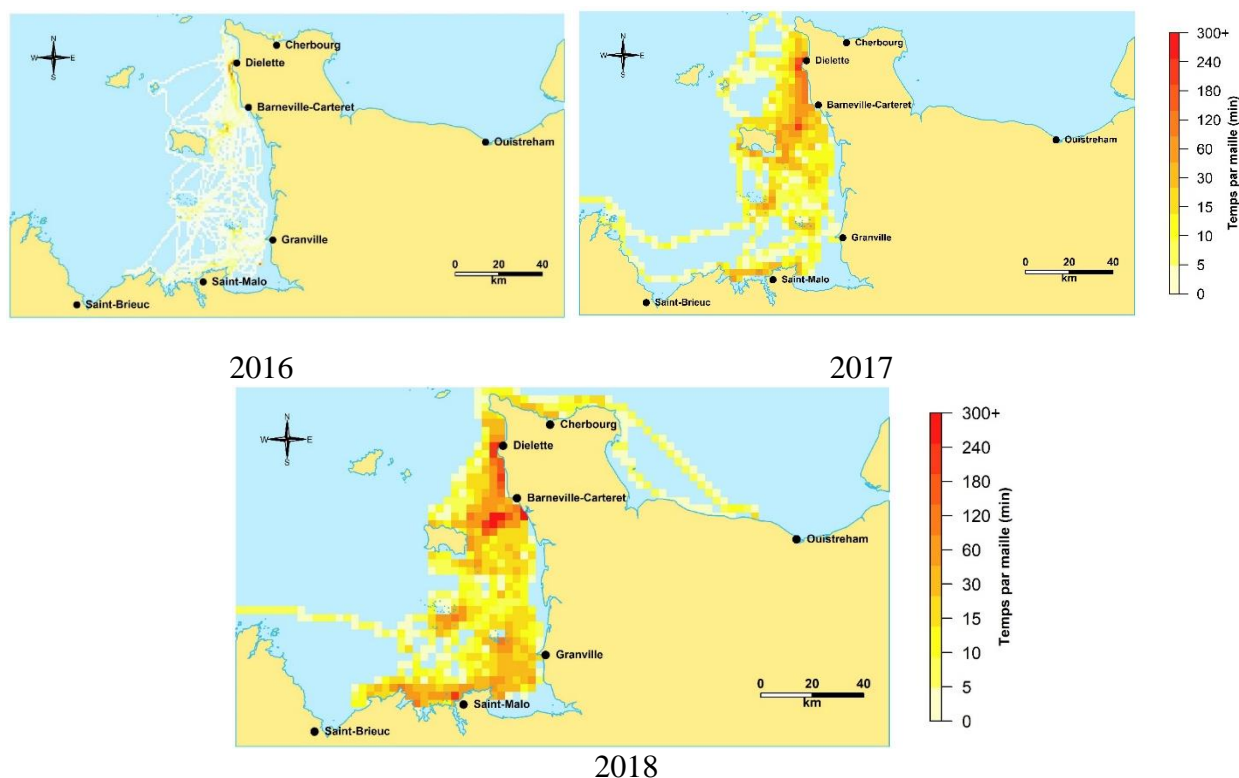 N
W E
S
Cherbourg
Dielette
Barneville-Carteret
Ouistreham
Granville
Saint-Malo
Saint-Brieuc
0 20 40
km
N
W E
S
Cherbourg
Dielette
Barneville-Carteret
Ouistreham
Granville
Saint-Malo
Saint-Brieuc
0 20 40
km
300+
240
180
120
60
30
15
10
5
0
Temps par maille (min)
2016
2017
N
W E
S
Cherbourg
Dielette
Barneville-Carteret
Ouistreham
Granville
Saint-Malo
Saint-Brieuc
0 20 40
km
300+
240
180
120
60
30
15
10
5
0
Temps par maille (min)
2018